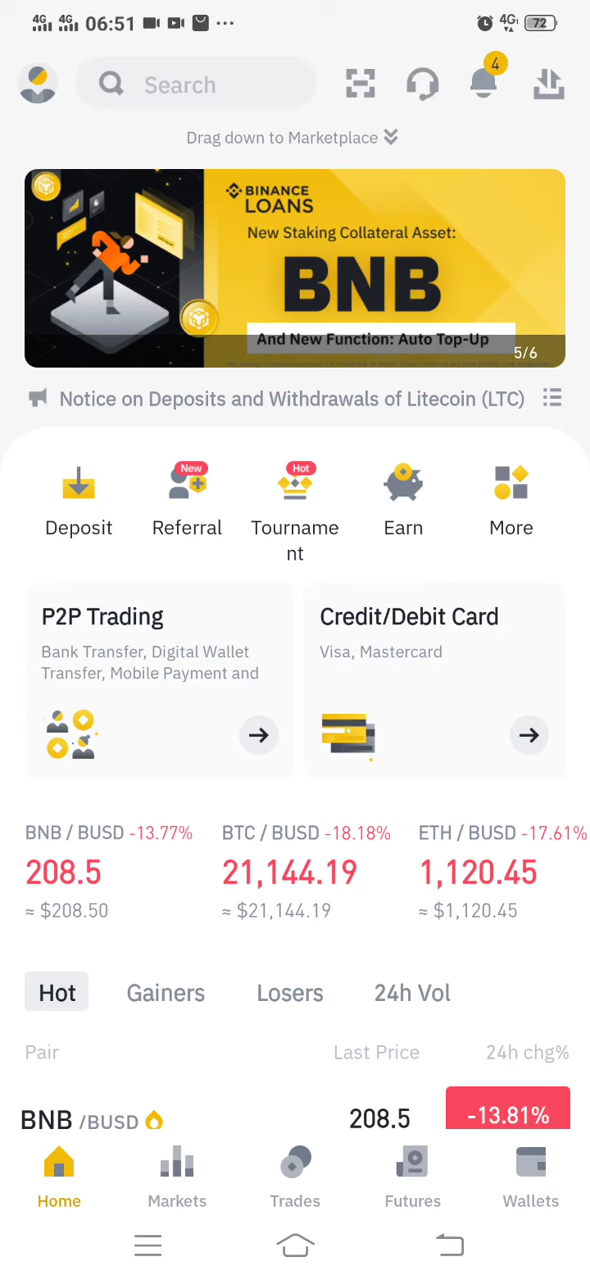 4G 4G 06:51 ··· 4G 72
Search 4
Drag down to Marketplace
BINANCE
LOANS
New Staking Collateral Asset:
BNB
And New Function: Auto Top-Up
5/6
Notice on Deposits and Withdrawals of Litecoin (LTC)
New Hot
Deposit Referral Tourname Earn More
nt
P2P Trading Credit/Debit Card
Bank Transfer, Digital Wallet Visa, Mastercard
Transfer, Mobile Payment and
BNB / BUSD -13.77% BTC / BUSD -18.18% ETH / BUSD -17.61%
208.5 21,144.19 1,120.45
≈ $208.50 ≈ $21,144.19 ≈ $1,120.45
Hot Gainers Losers 24h Vol
Pair Last Price 24h chg%
BNB /BUSD 208.5 -13.81%
Home Markets Trades Futures Wallets